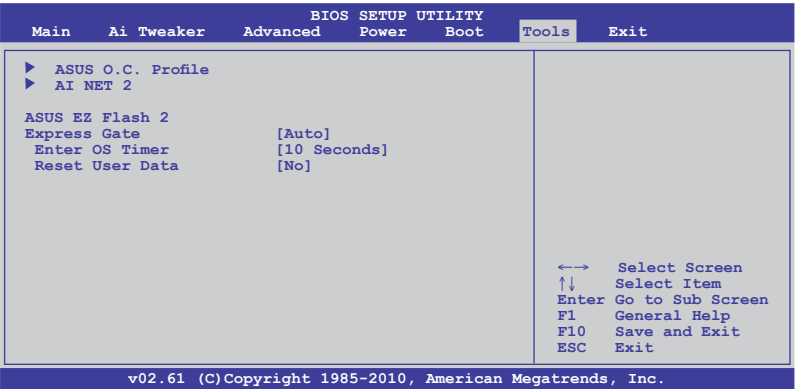 BIOS SETUP UTILITY
Main Ai Tweaker Advanced Power Boot Tools Exit
ASUS O.C. Profile
AI NET 2
ASUS EZ Flash 2
Express Gate [Auto]
Enter OS Timer [10 Seconds]
Reset User Data [No]
←→ Select Screen
↑↓ Select Item
Enter Go to Sub Screen
F1 General Help
F10 Save and Exit
ESC Exit
v02.61 (C)Copyright 1985-2010, American Megatrends, Inc.